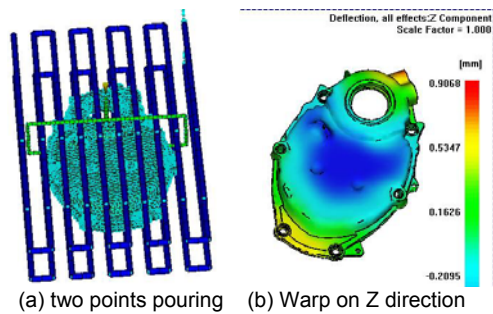 Deflection, all effects:Z Component
Scale Factor = 1.000
[mm]
0.9068
0.5347
0.1626
-0.2095
(a) two points pouring (b) Warp on Z direction